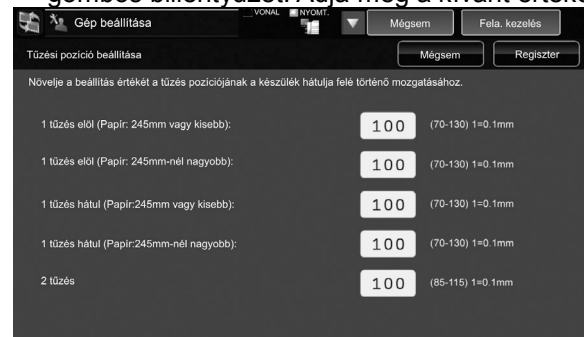 gombos billentyűzet. Adja meg a kívánt értéke
Gép beállítása VONAL NYOMT. Mégsem Fela. kezelés
Tűzési pozíció beállítása Mégsem Regiszter
Növelje a beállítás értékét a tűzés pozíciójának a készülék hátulja felé történő mozgatásához.
1 tűzés elöl (Papír: 245mm vagy kisebb): 100 (70-130) 1=0.1mm
1 tűzés elöl (Papír: 245mm-nél nagyobb): 100 (70-130) 1=0.1mm
1 tűzés hátul (Papír:245mm vagy kisebb): 100 (70-130) 1=0.1mm
1 tűzés hátul (Papír:245mm-nél nagyobb): 100 (70-130) 1=0.1mm
2 tűzés 100 (85-115) 1=0.1mm